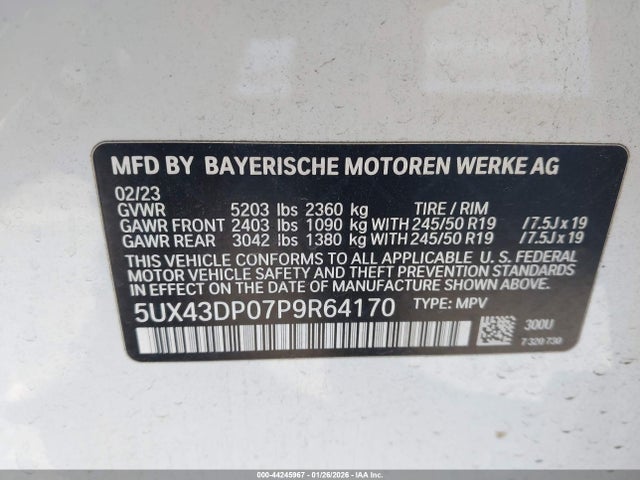 MFD BY BAYERISCHE MOTOREN WERKE AG
02/23
GVWR 5203 lbs 2360 kg TIRE / RIM
GAWR FRONT 2403 lbs 1090 kg WITH 245/50 R19 / 7.5J x 19
GAWR REAR 3042 lbs 1380 kg WITH 245/50 R19 / 7.5J x 19
THIS VEHICLE CONFORMS TO ALL APPLICABLE U. S. FEDERAL
MOTOR VEHICLE SAFETY, BUMPER, AND THEFT PREVENTION STANDARDS
IN EFFECT ON THE DATE OF MANUFACTURE SHOWN ABOVE.
5UX43DP07P9R64170 TYPE: MPV
300U
7 320 730
000-44245967 - 01/26/2026 - IAAI - COPART